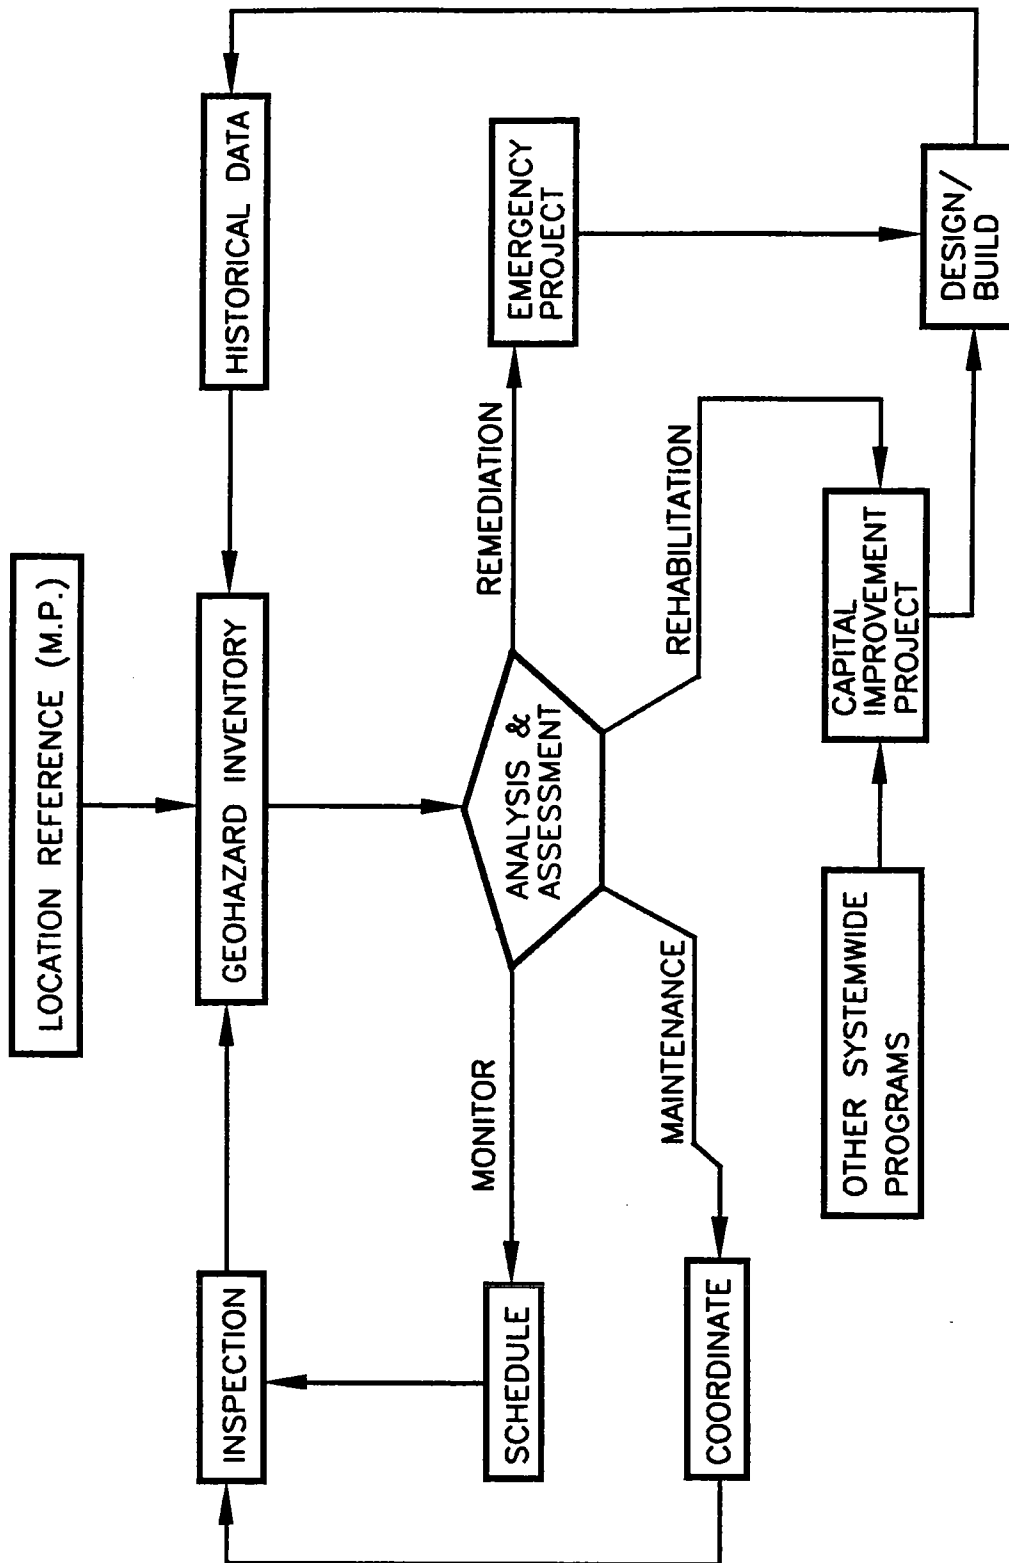 LOCATION REFERENCE (M.P.)
INSPECTION
GEOHAZARD INVENTORY
HISTORICAL DATA
MONITOR
REMEDIATION
SCHEDULE
ANALYSIS &
ASSESSMENT
EMERGENCY
PROJECT
MAINTENANCE
REHABILITATION
COORDINATE
OTHER SYSTEMWIDE
PROGRAMS
CAPITAL
IMPROVEMENT
PROJECT
DESIGN/
BUILD